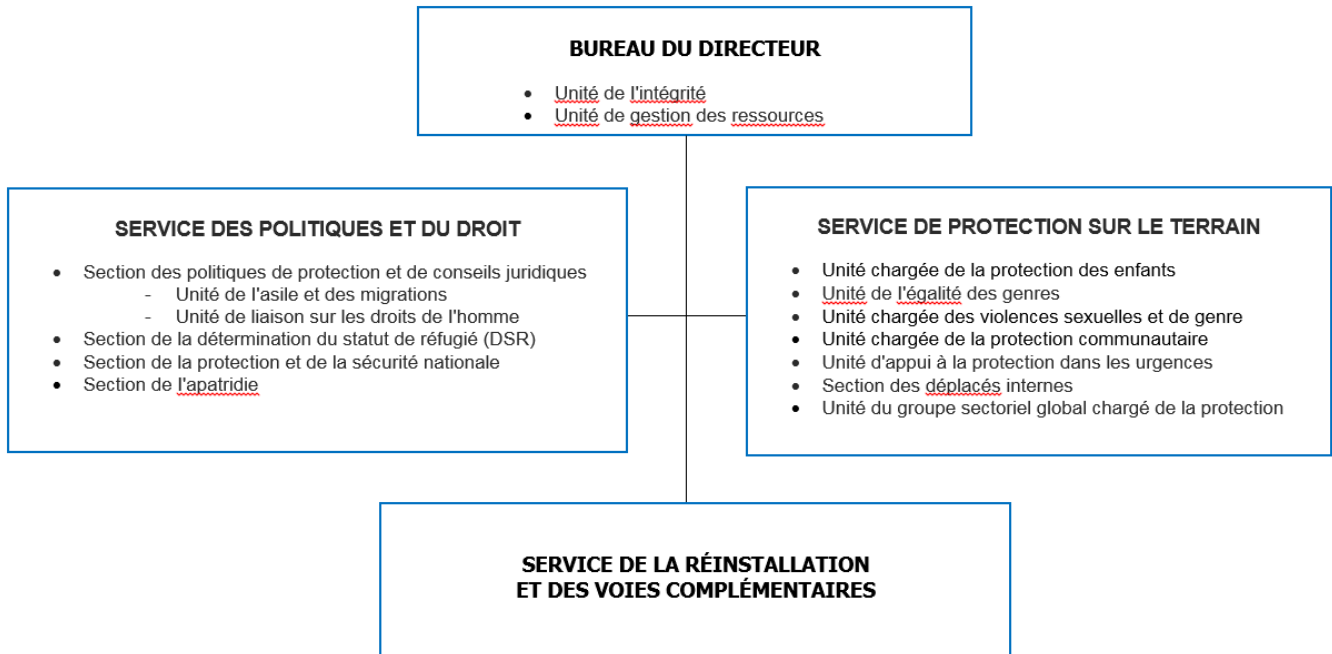 BUREAU DU DIRECTEUR
• Unité de l'intégrité
• Unité de gestion des ressources
SERVICE DES POLITIQUES ET DU DROIT
• Section des politiques de protection et de conseils juridiques
- Unité de l'asile et des migrations
- Unité de liaison sur les droits de l'homme
• Section de la détermination du statut de réfugié (DSR)
• Section de la protection et de la sécurité nationale
• Section de l'apatridie
SERVICE DE PROTECTION SUR LE TERRAIN
• Unité chargée de la protection des enfants
• Unité de l'égalité des genres
• Unité chargée des violences sexuelles et de genre
• Unité chargée de la protection communautaire
• Unité d'appui à la protection dans les urgences
• Section des déplacés internes
• Unité du groupe sectoriel global chargé de la protection
SERVICE DE LA RÉINSTALLATION
ET DES VOIES COMPLÉMENTAIRES